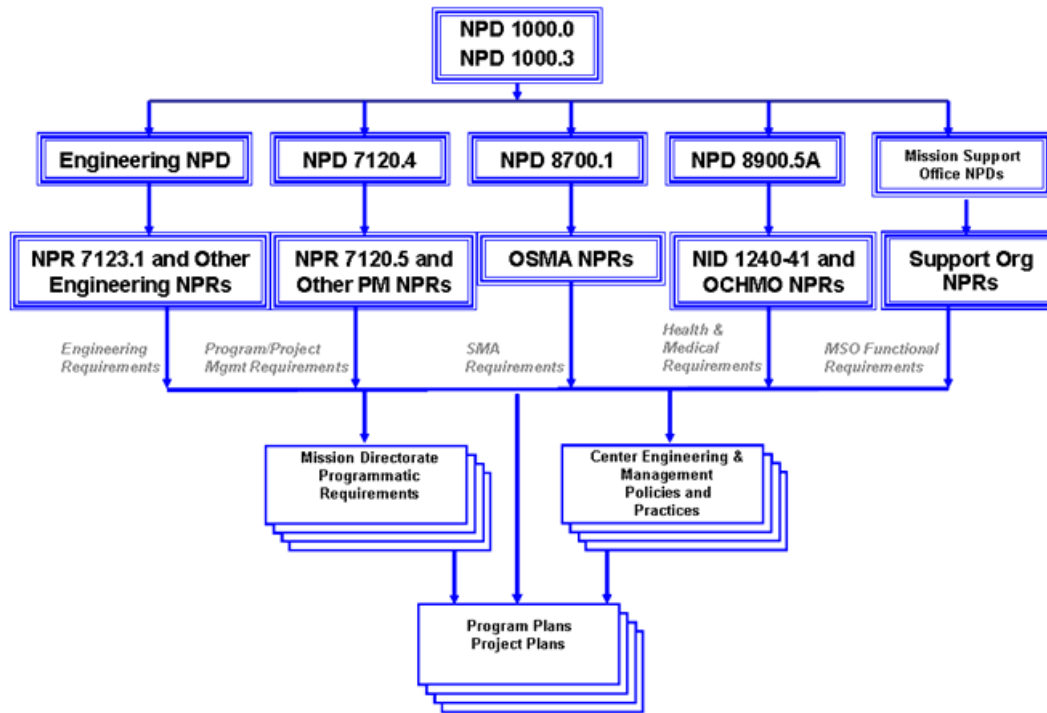 NPD 1000.0
NPD 1000.3
Engineering NPD
NPD 7120.4
NPD 8700.1
NPD 8900.5A
Mission Support
Office NPDs
NPR 7123.1 and Other
Engineering NPRs
NPR 7120.5 and
Other PM NPRs
OSMA NPRs
NID 1240-41 and
OCHMO NPRs
Support Org
NPRs
Engineering
Requirements
Program/Project
Mgmt Requirements
SMA
Requirements
Health &
Medical
Requirements
MSO Functional
Requirements
Mission Directorate
Programmatic
Requirements
Center Engineering &
Management
Policies and
Practices
Program Plans
Project Plans